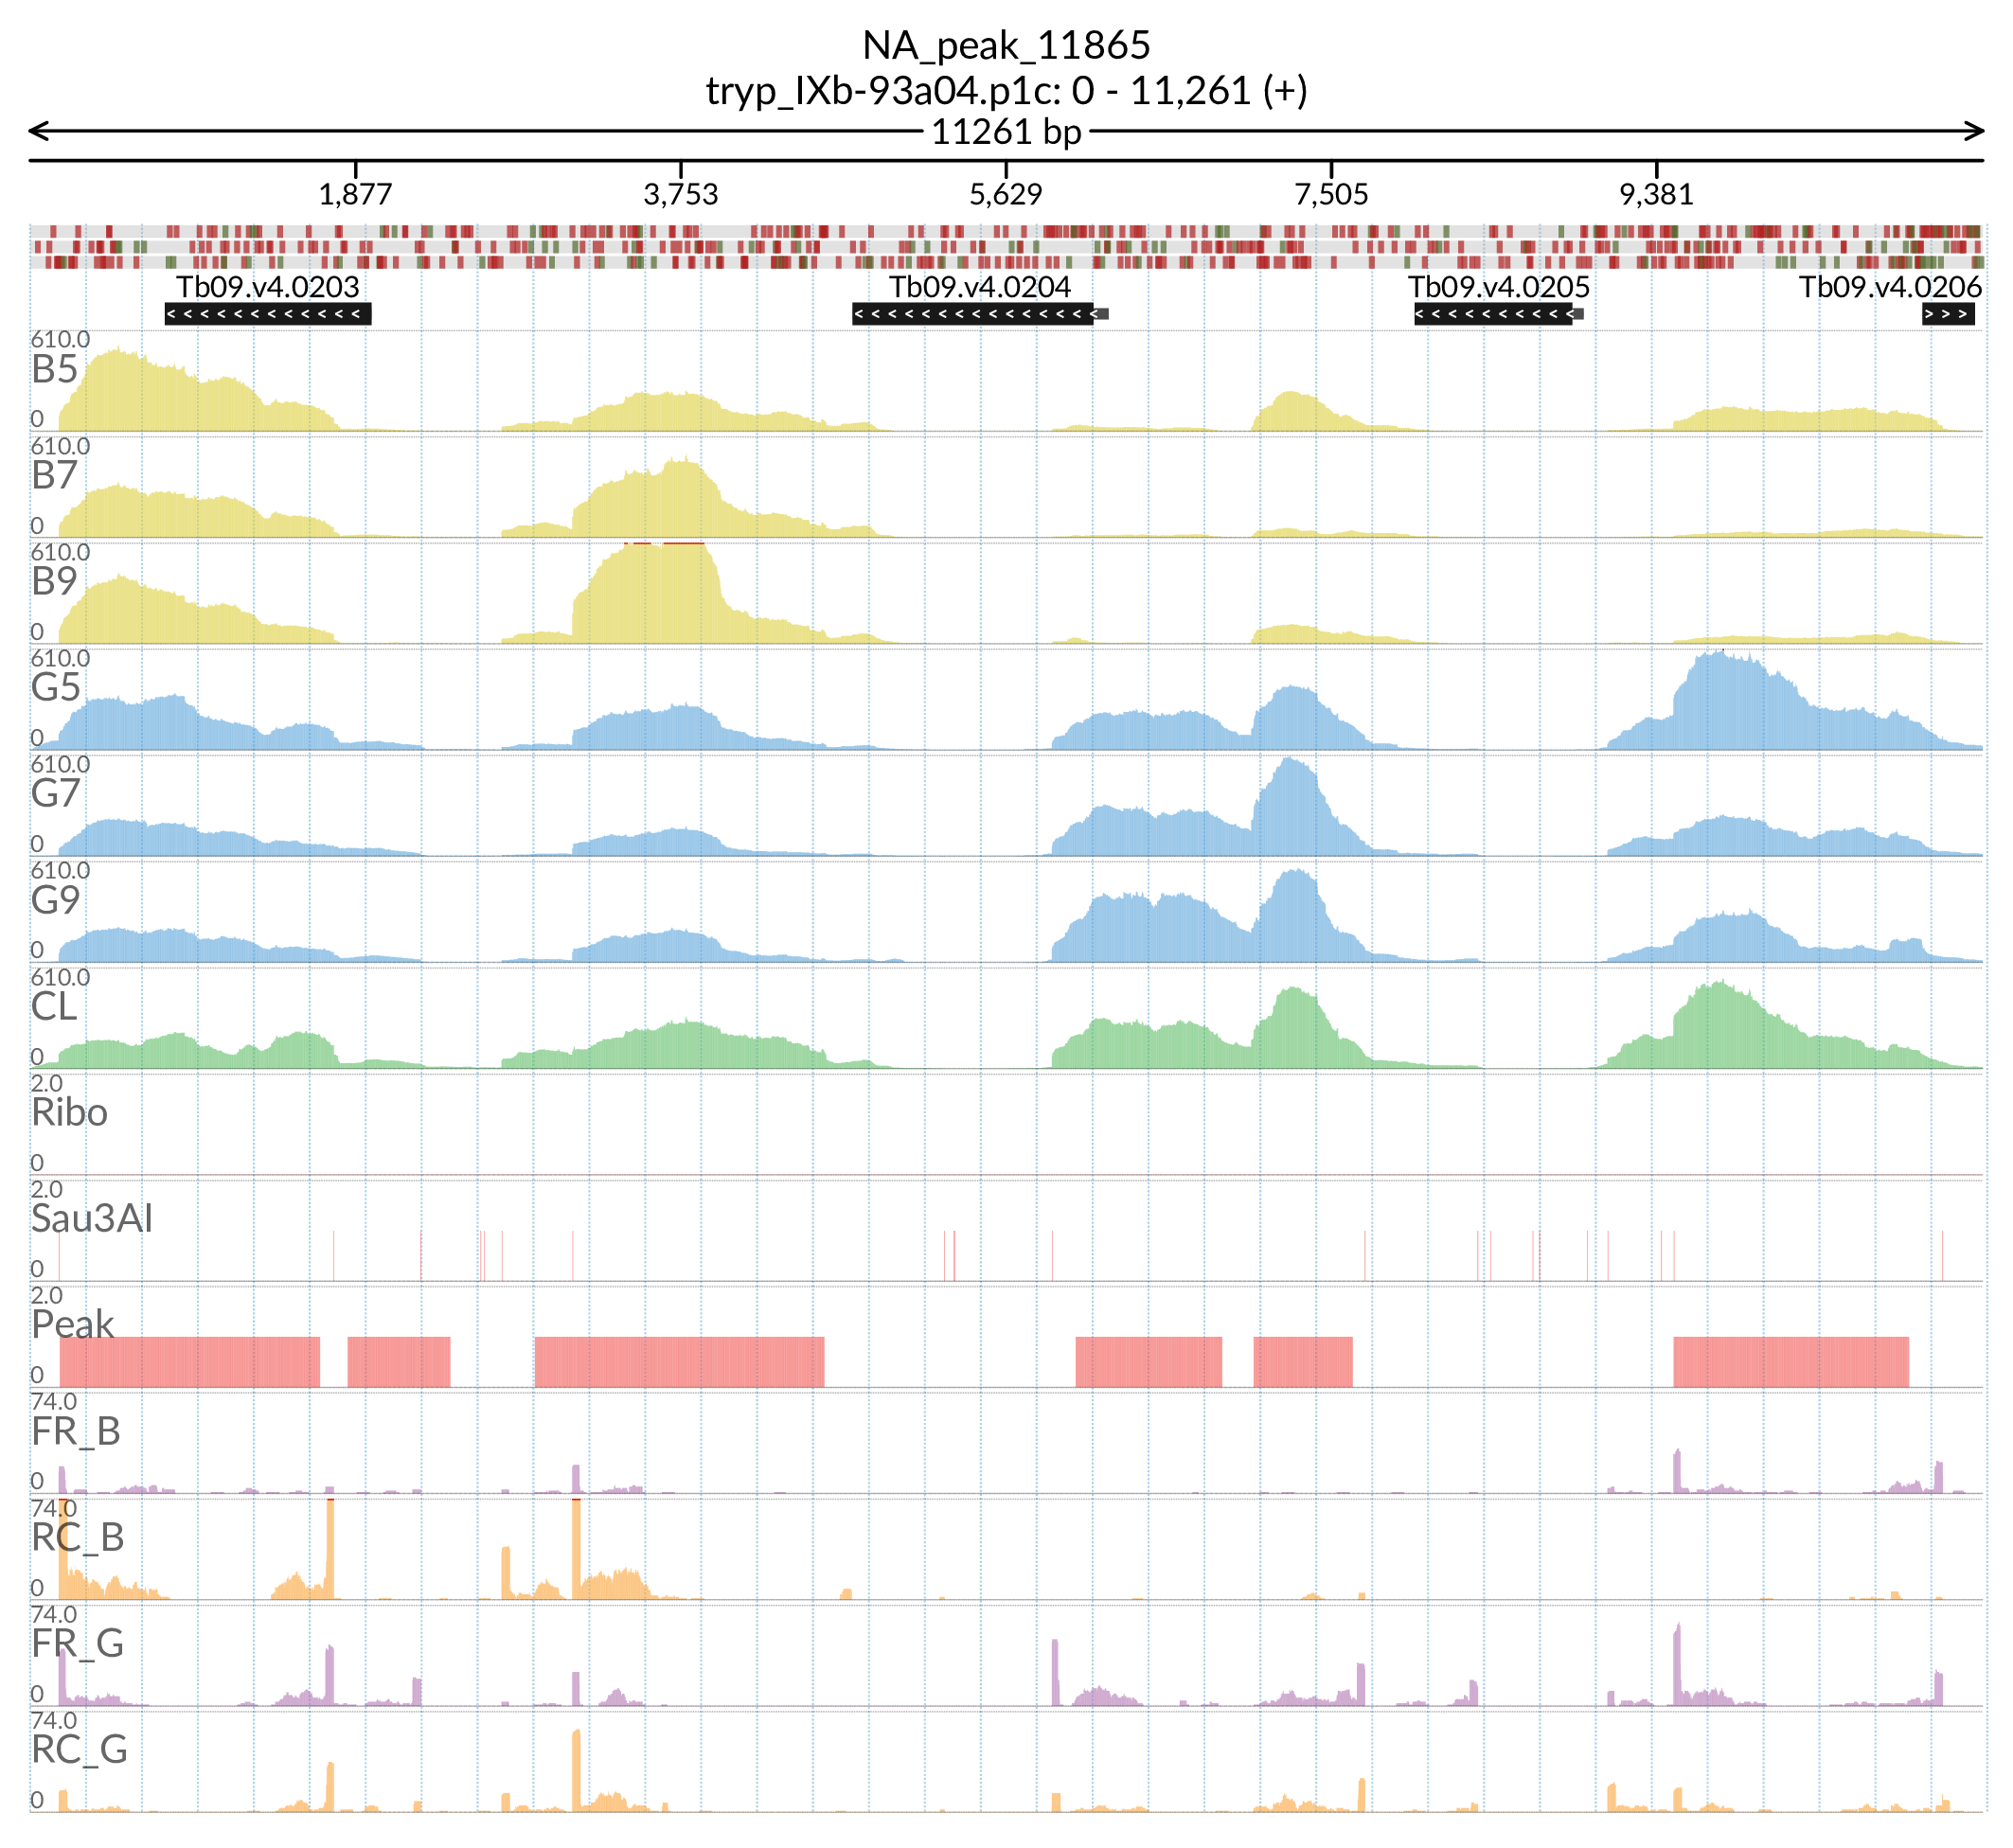 NA_peak_11865
tryp_IXb-93a04.p1c: 0 - 11,261 (+)
11261 bp
1,877 3,753 5,629 7,505 9,381
Tb09.v4.0203 Tb09.v4.0204 Tb09.v4.0205 Tb09.v4.0206
610.0
B5
0
610.0
B7
0
610.0
B9
0
610.0
G5
0
610.0
G7
0
610.0
G9
0
610.0
CL
0
2.0
Ribo
0
2.0
Sau3AI
0
2.0
Peak
0
74.0
FR_B
0
74.0
RC_B
0
74.0
FR_G
0
74.0
RC_G
0